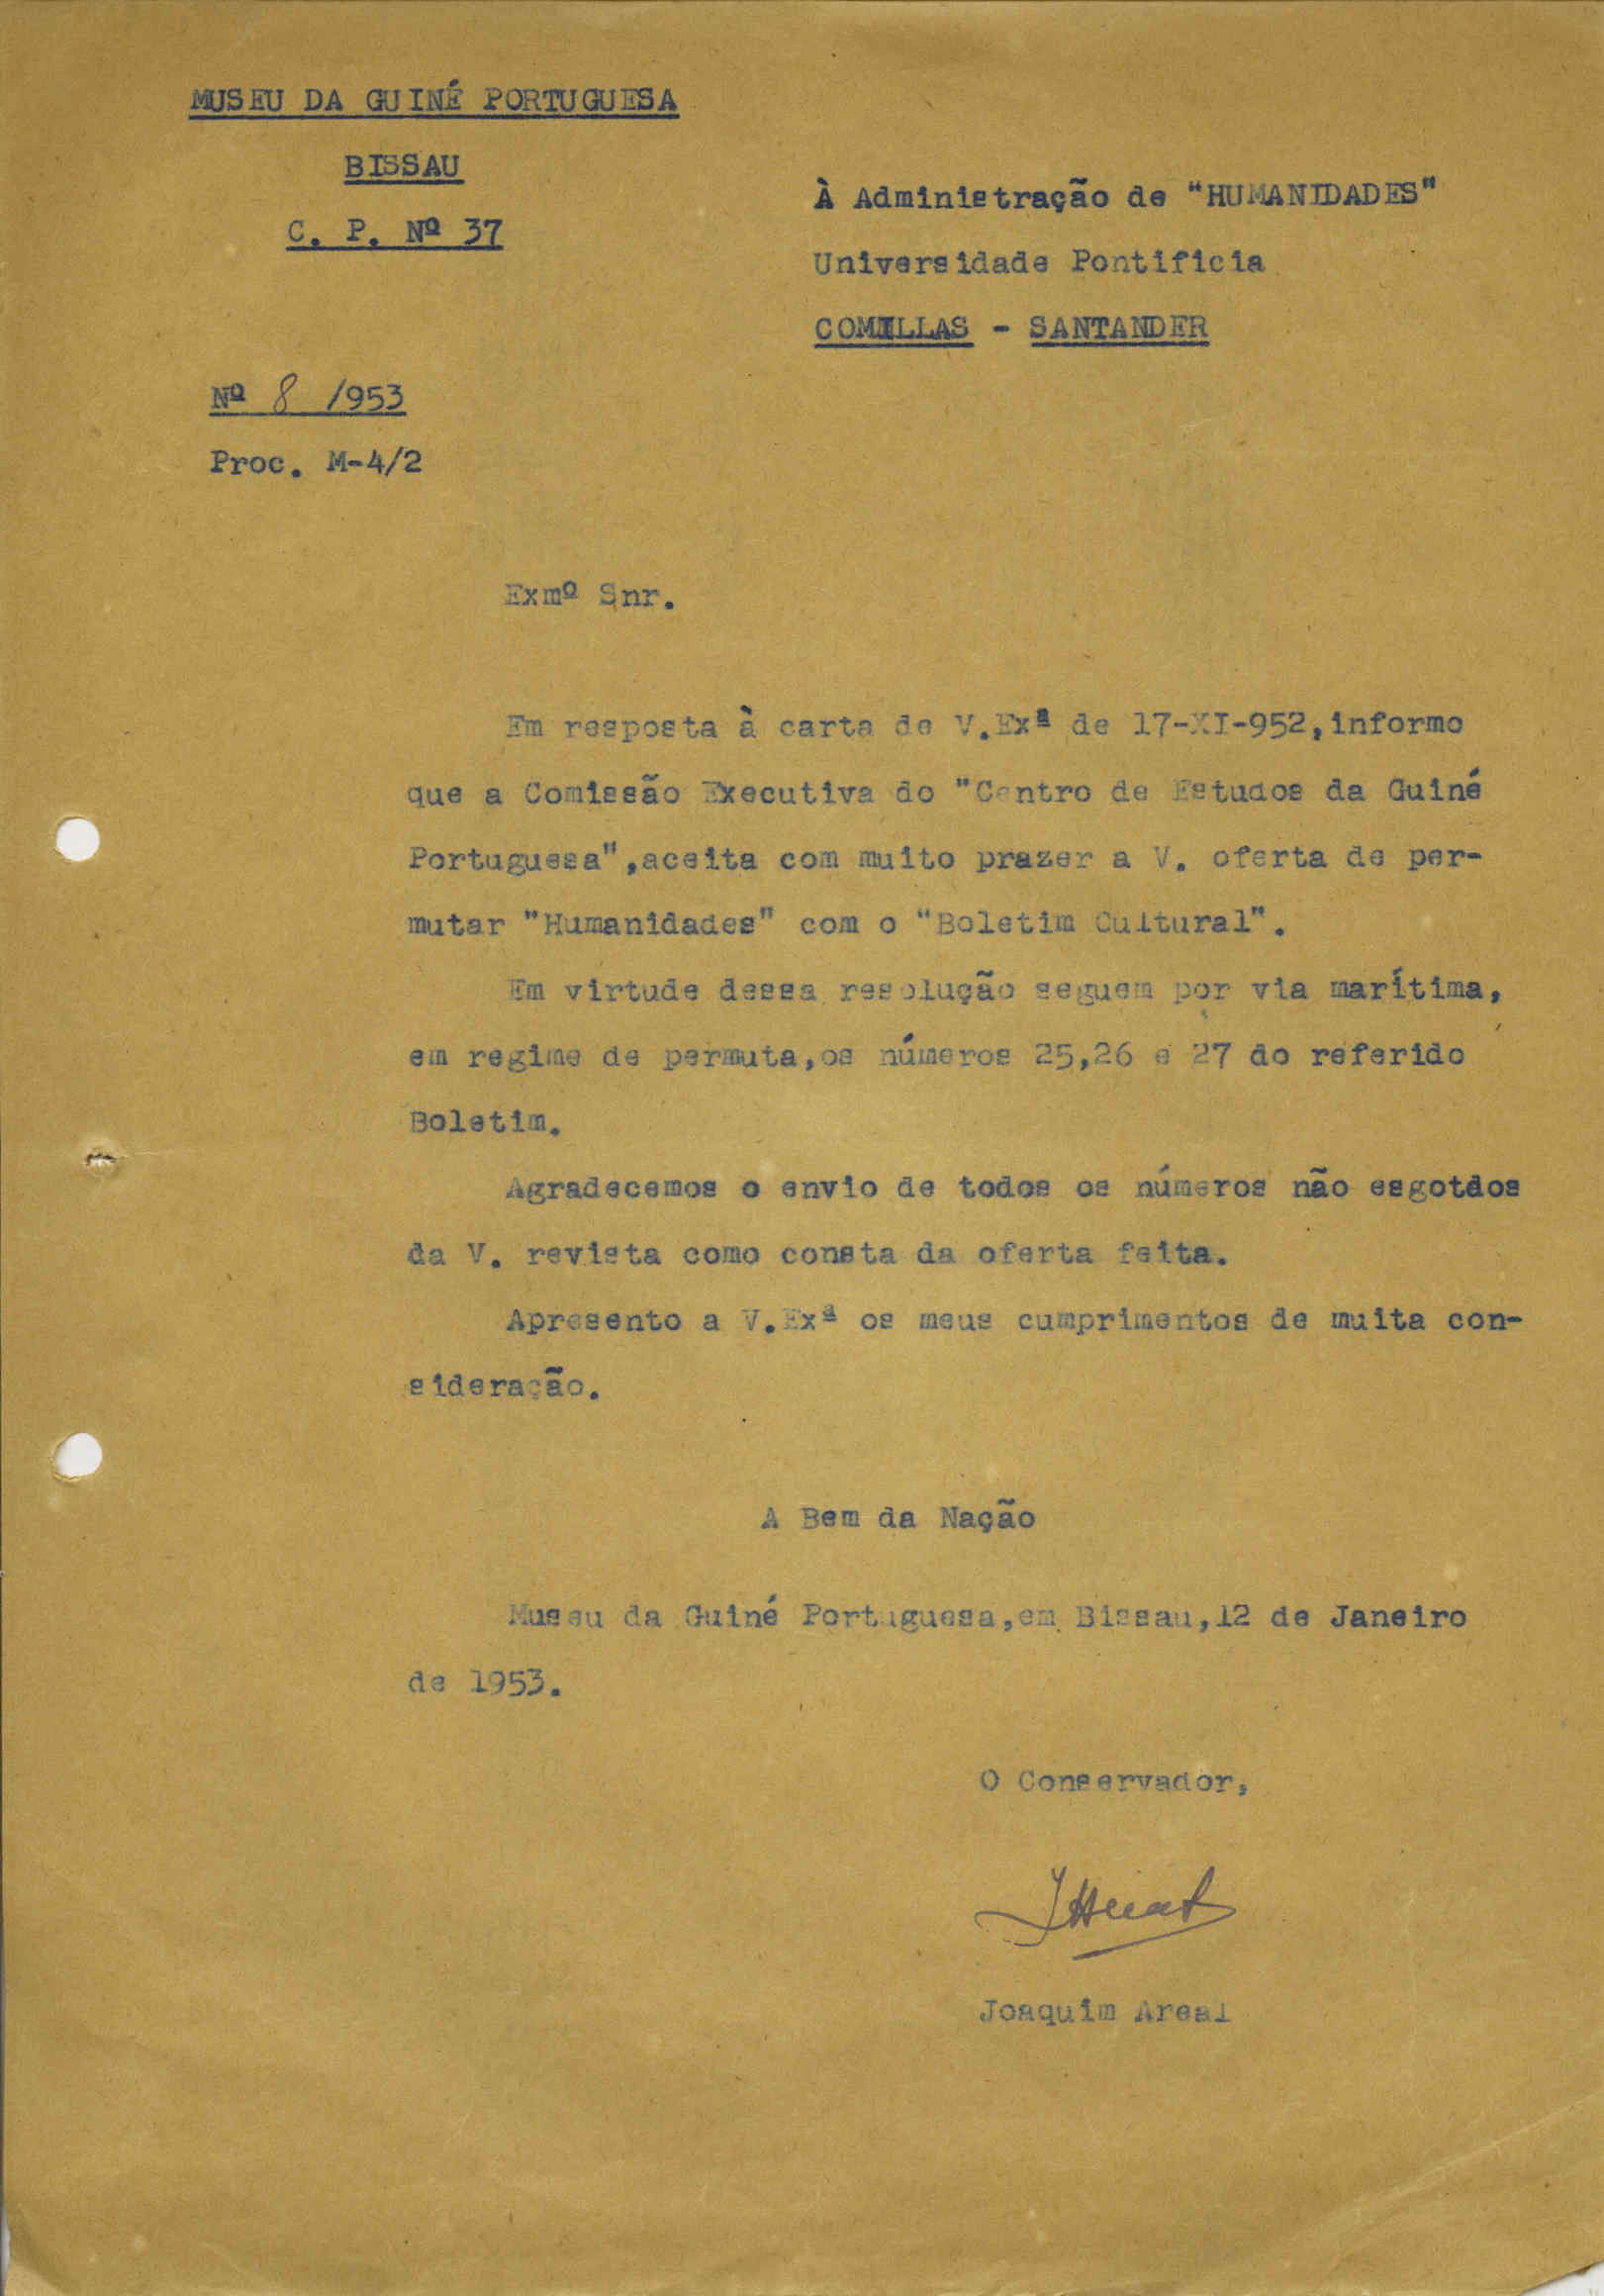 MUSEU DA GUINÉ PORTUGUESA
BISSAU
C. P. Nº 37
À Administração de "HUMANIDADES"
Universidade Pontificia
COMILLAS - SANTANDER
Nº 8 /953
Proc. M-4/2
Exmº Snr.
Em resposta à carta de V.Exª de 17-XI-952,informo
que a Comissão Executiva do "Centro de Estudos da Guiné
Portuguesa",aceita com muito prazer a V. oferta de per-
mutar "Humanidades" com o "Boletim Cultural".
Em virtude dessa resolução seguem por via marítima,
em regime de permuta,os números 25,26 e 27 do referido
Boletim.
Agradecemos o envio de todos os números não esgotdos
da V. revista como consta da oferta feita.
Apresento a V.Exª os meus cumprimentos de muita con-
sideração.
A Bem da Nação
Museu da Guiné Portuguesa,em Bissau,12 de Janeiro
de 1953.
O Conservador,
Joaquim Areal